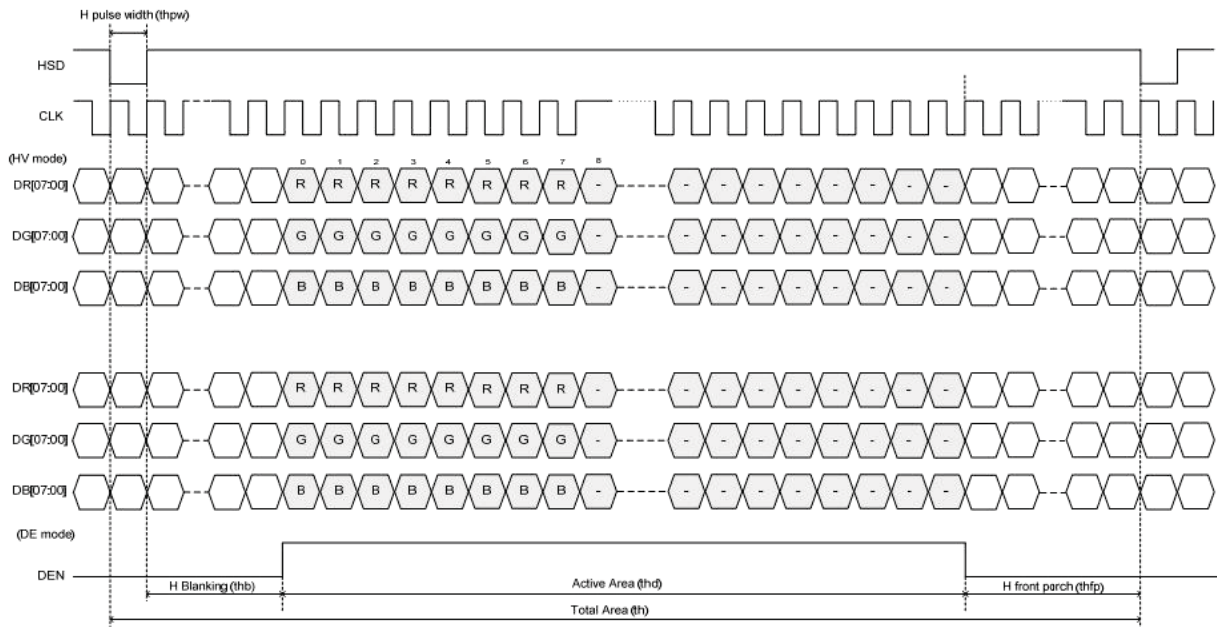 H pulse width (thpw)
HSD
CLK
(HV mode)
0 1 2 3 4 5 6 7 8
DR[07:00] R R R R R R R R - - - - - - - - -
DG[07:00] G G G G G G G G - - - - - - - - -
DB[07:00] B B B B B B B B - - - - - - - - -
DR[07:00] R R R R R R R R - - - - - - - - -
DG[07:00] G G G G G G G G - - - - - - - - -
DB[07:00] B B B B B B B B - - - - - - - - -
(DE mode)
DEN
H Blanking (thb) Active Area (thd) H front parch (thfp)
Total Area (th)